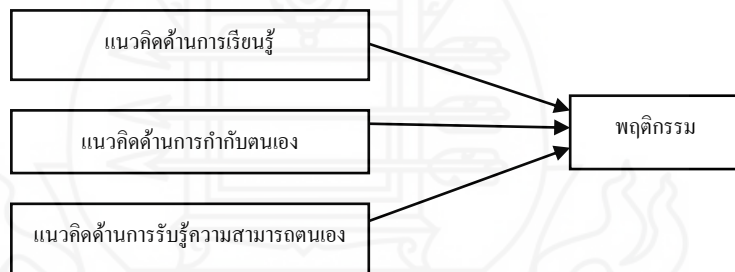 แนวคิดด้านการเรียนรู้
แนวคิดด้านการกำกับตนเอง
พฤติกรรม
แนวคิดด้านการรับรู้ความสามารถตนเอง